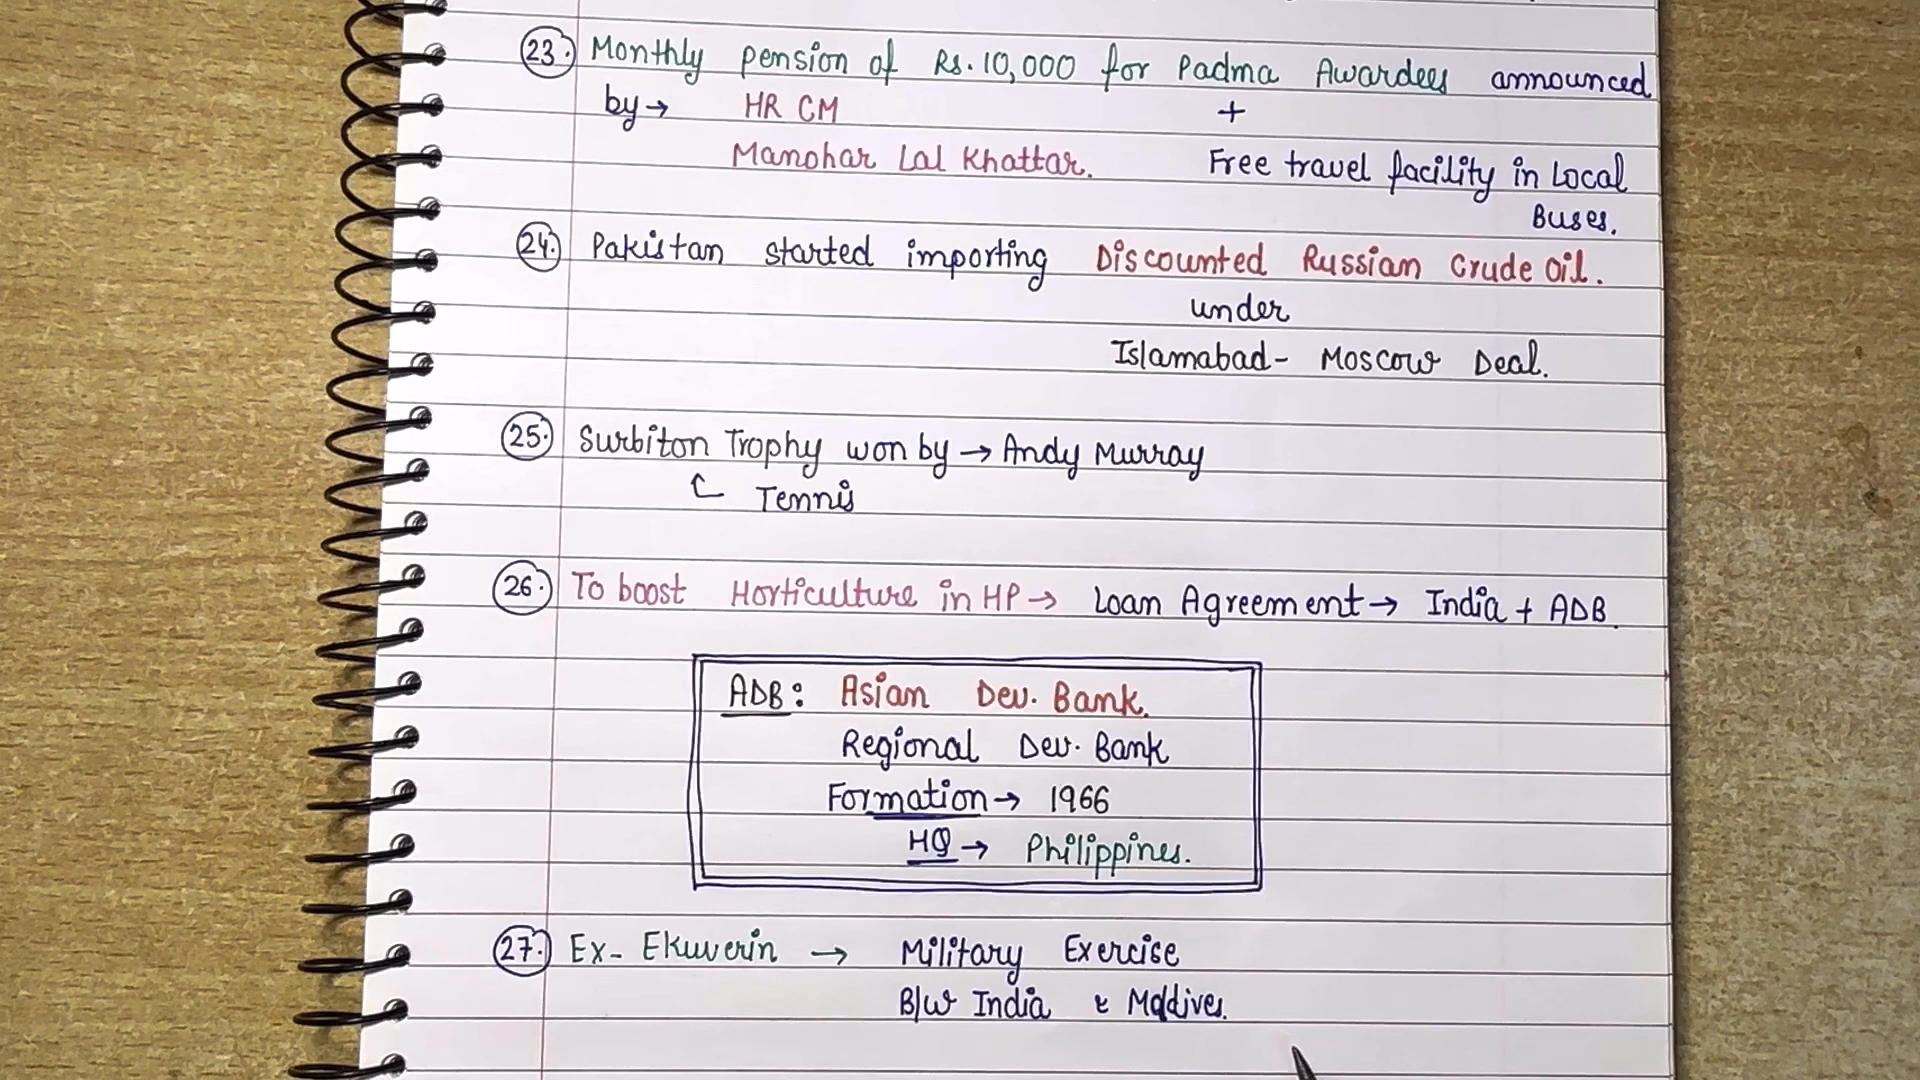 23. Monthly pension of Rs. 10,000 for Padma Awardees announced
by → HR CM +
Manohar Lal Khattar. Free travel facility in Local
Buses.
24. Pakistan started importing Discounted Russian Crude Oil.
under
Islamabad - Moscow Deal.
25. Surbiton Trophy won by → Andy Murray
Tennis
26. To boost Horticulture in HP → Loan Agreement → India + ADB.
ADB: Asian Dev. Bank.
Regional Dev. Bank
Formation → 1966
HQ → Philippines.
27. Ex- Ekuverin → Military Exercise
B/w India & Maldives.